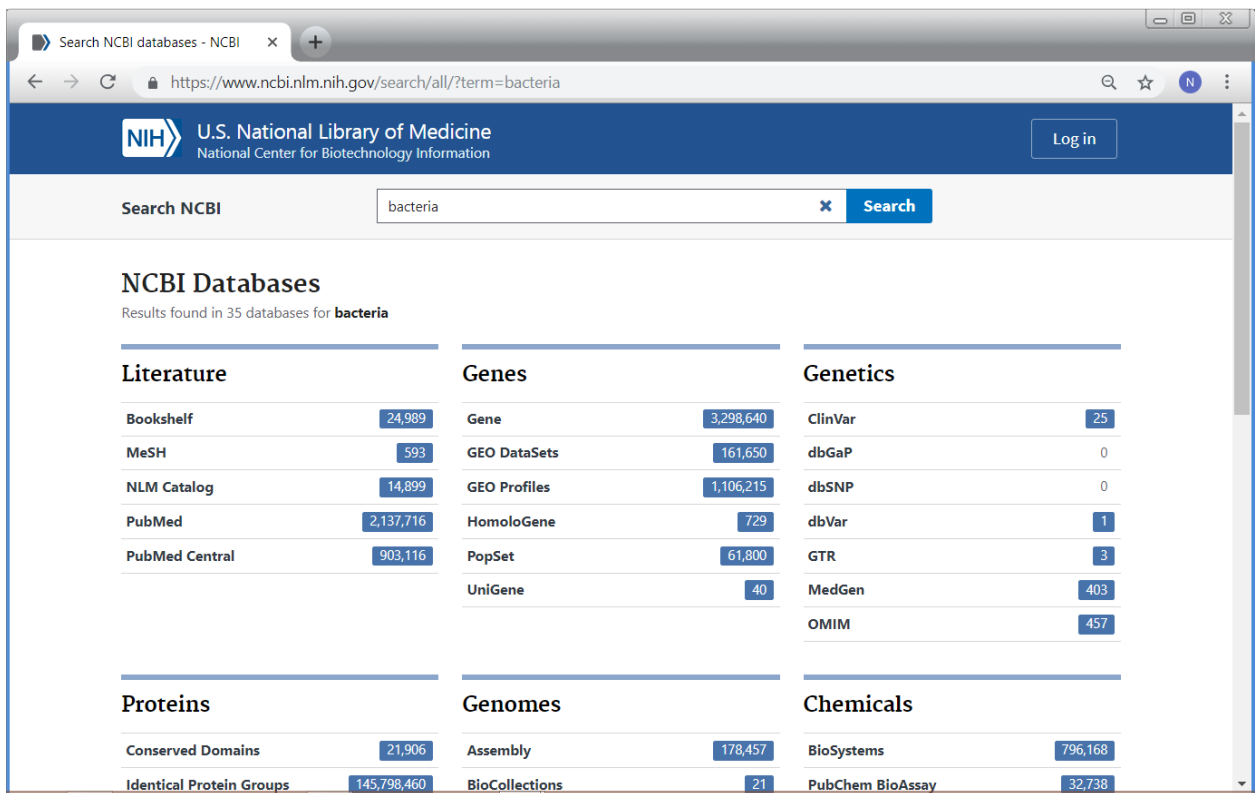 Search NCBI databases - NCBI
https://www.ncbi.nlm.nih.gov/search/all/?term=bacteria
N
NIH
U.S. National Library of Medicine
National Center for Biotechnology Information
Log in
Search NCBI
bacteria
Search
NCBI Databases
Results found in 35 databases for bacteria
Literature
Bookshelf 24,989
MeSH 593
NLM Catalog 14,899
PubMed 2,137,716
PubMed Central 903,116
Genes
Gene 3,298,640
GEO DataSets 161,650
GEO Profiles 1,106,215
HomoloGene 729
PopSet 61,800
UniGene 40
Genetics
ClinVar 25
dbGaP 0
dbSNP 0
dbVar 1
GTR 3
MedGen 403
OMIM 457
Proteins
Conserved Domains 21,906
Identical Protein Groups 145,798,460
Genomes
Assembly 178,457
BioCollections 21
Chemicals
BioSystems 796,168
PubChem BioAssay 32,738